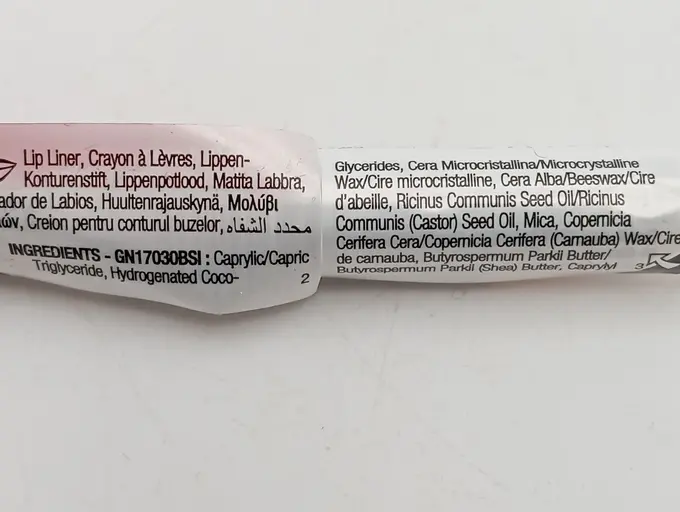 Lip Liner, Crayon à Lèvres, Lippen-
Konturenstift, Lippenpotlood, Matita Labbra,
de Labios, Huultenrajauskynä, Μολύβι
Creion pentru conturul buzelor, محدد الشفاه
INGREDIENTS - GN17030BSI : Caprylic/Capric
Triglyceride, Hydrogenated Coco-
2
Glycerides, Cera Microcristallina/Microcrystalline
Wax/Cire microcristalline, Cera Alba/Beeswax/Cire
d'abeille, Ricinus Communis Seed Oil/Ricinus
Communis (Castor) Seed Oil, Mica, Copernicia
Cerifera Cera/Copernicia Cerifera (Carnauba) Wax/Cire
de carnauba, Butyrospermum Parkii Butter/
Butyrospermum Parkii (Shea) Butter, Caprylyl
3